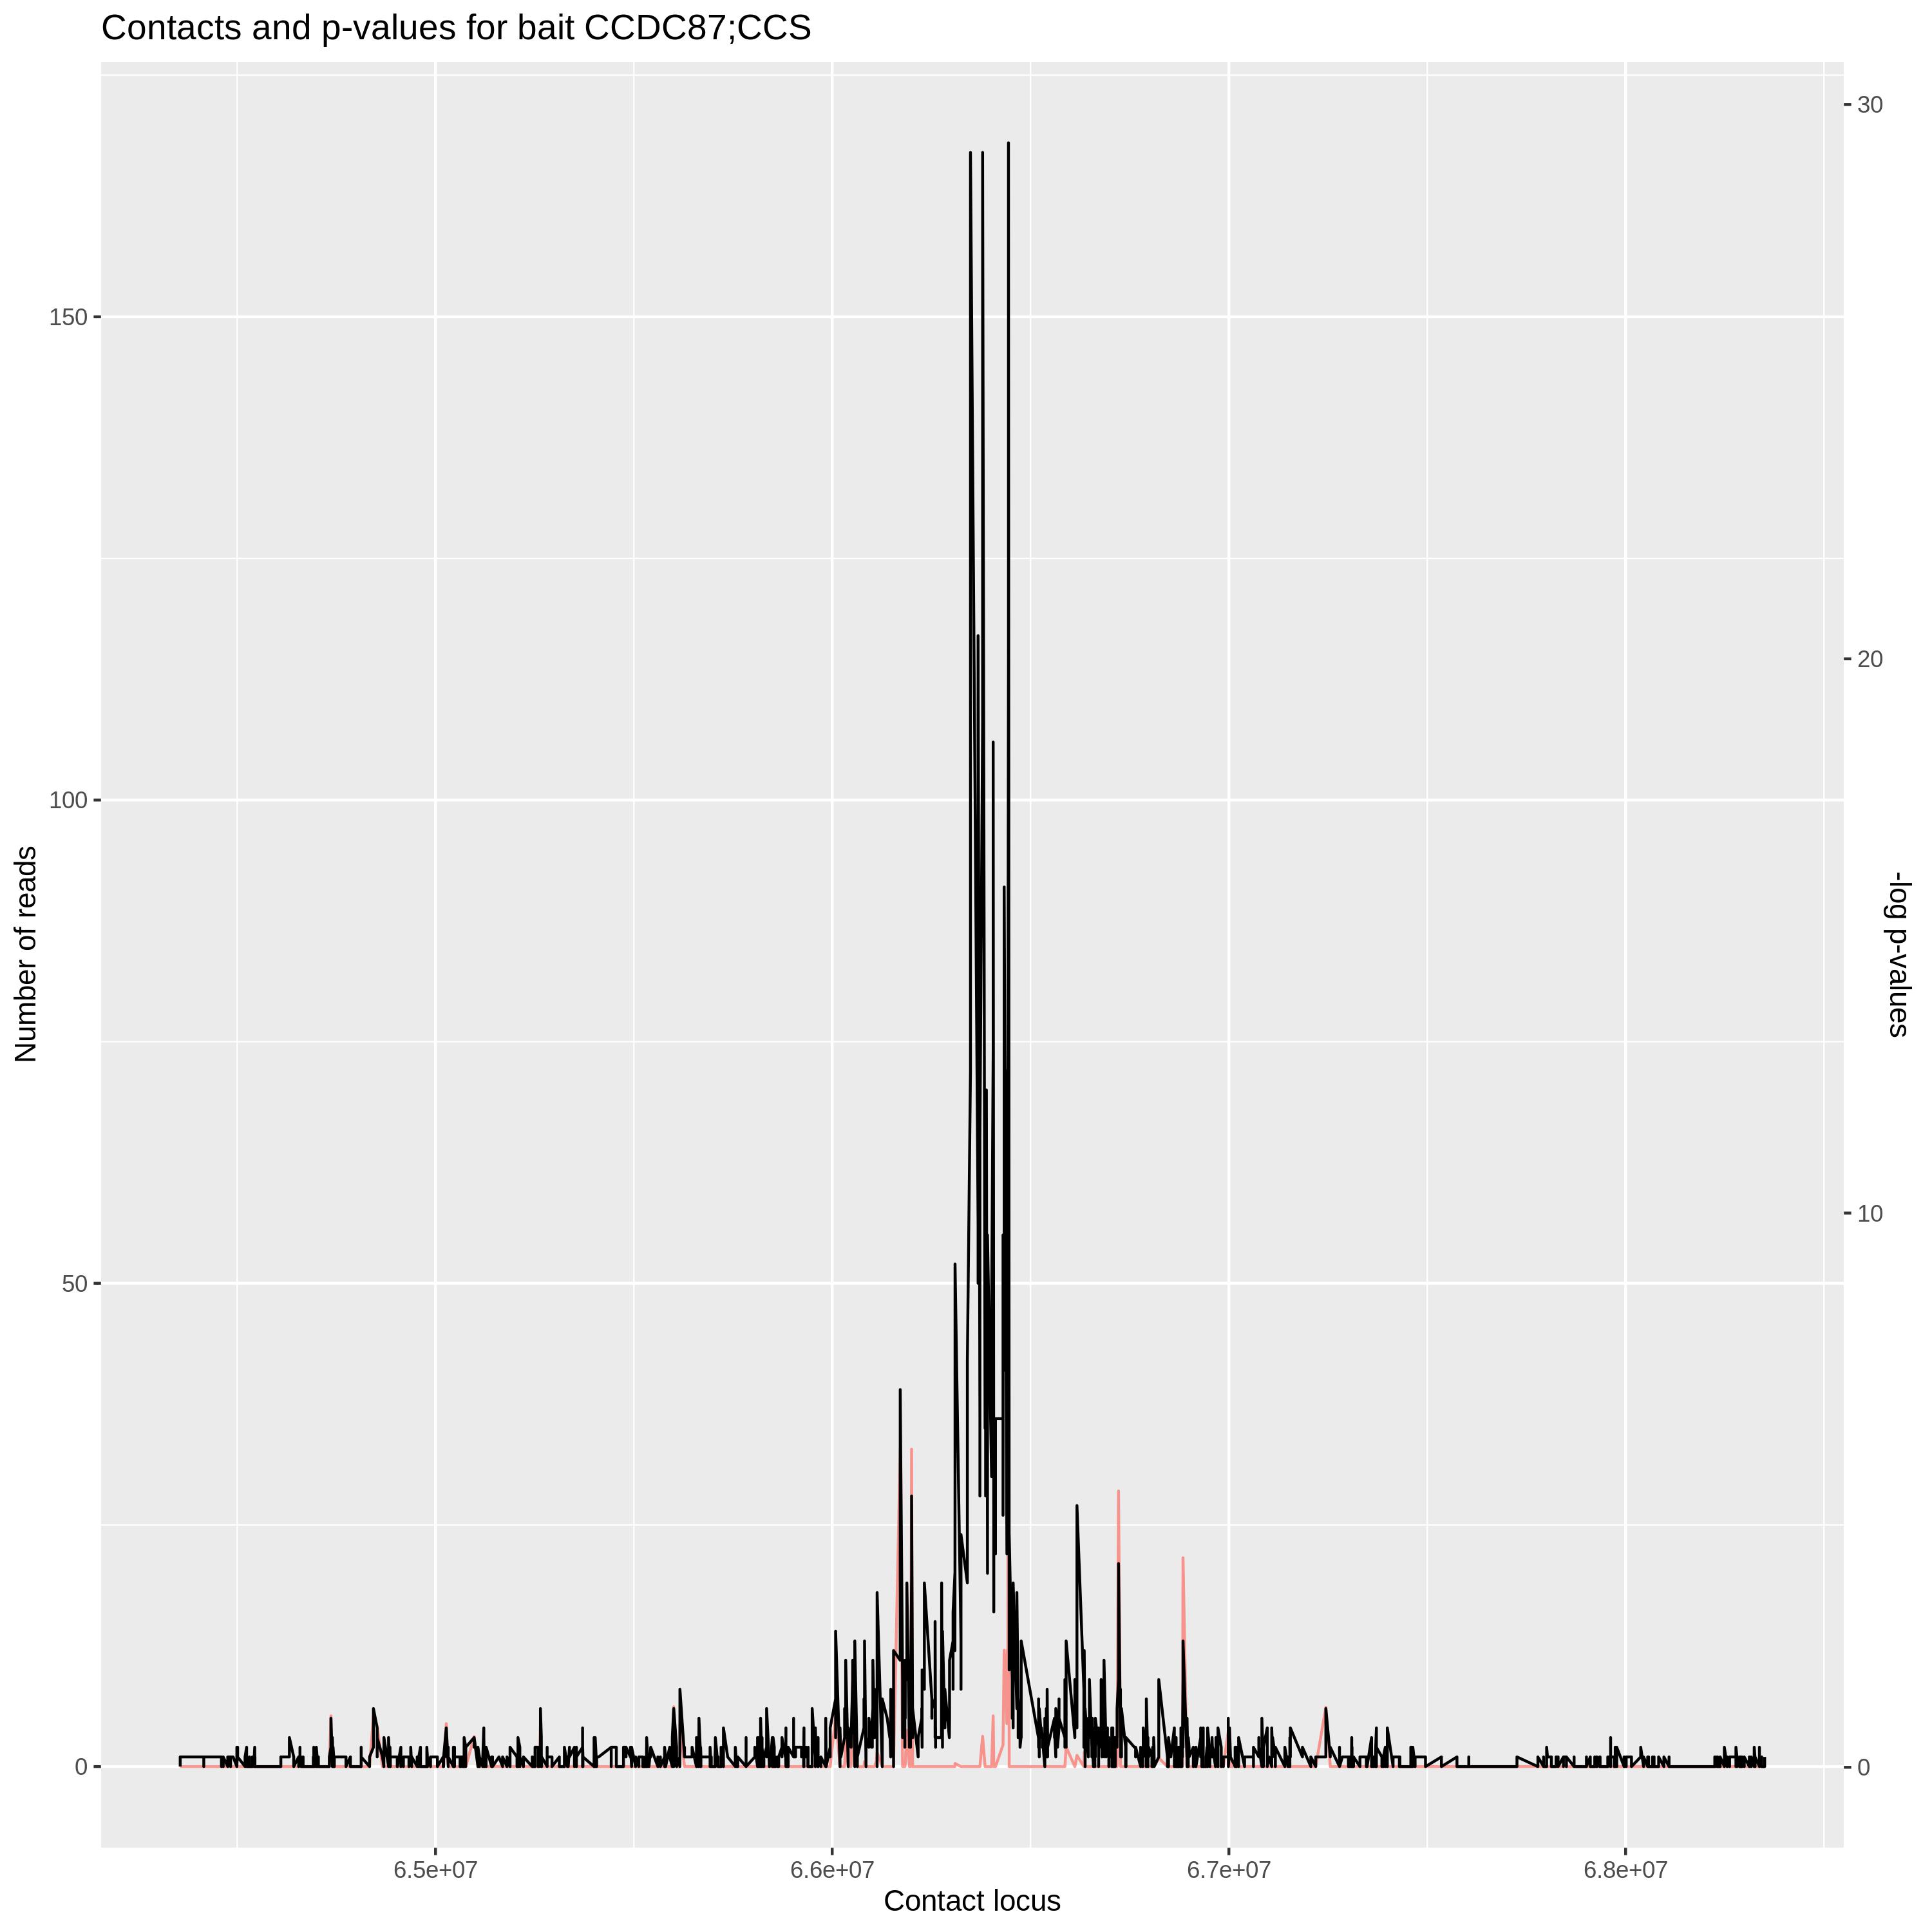 Contacts and p-values for bait CCDC87;CCS
30
150
20
100
Number of reads
-log p-values
10
50
0
0
6.5e+07
6.6e+07
6.7e+07
6.8e+07
Contact locus